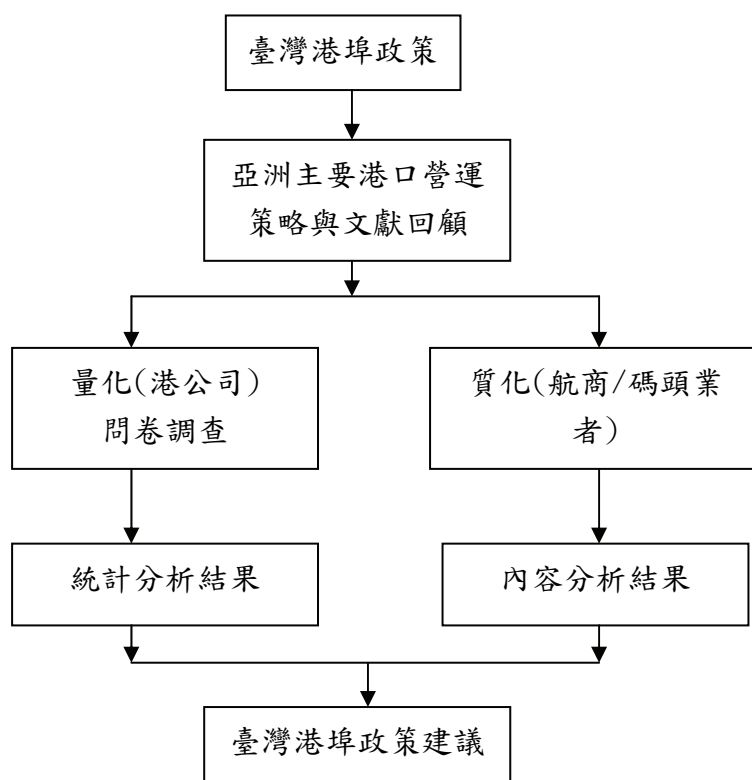 臺灣港埠政策
亞洲主要港口營運
策略與文獻回顧
量化(港公司)
問卷調查
質化(航商/碼頭業
者)
統計分析結果
內容分析結果
臺灣港埠政策建議